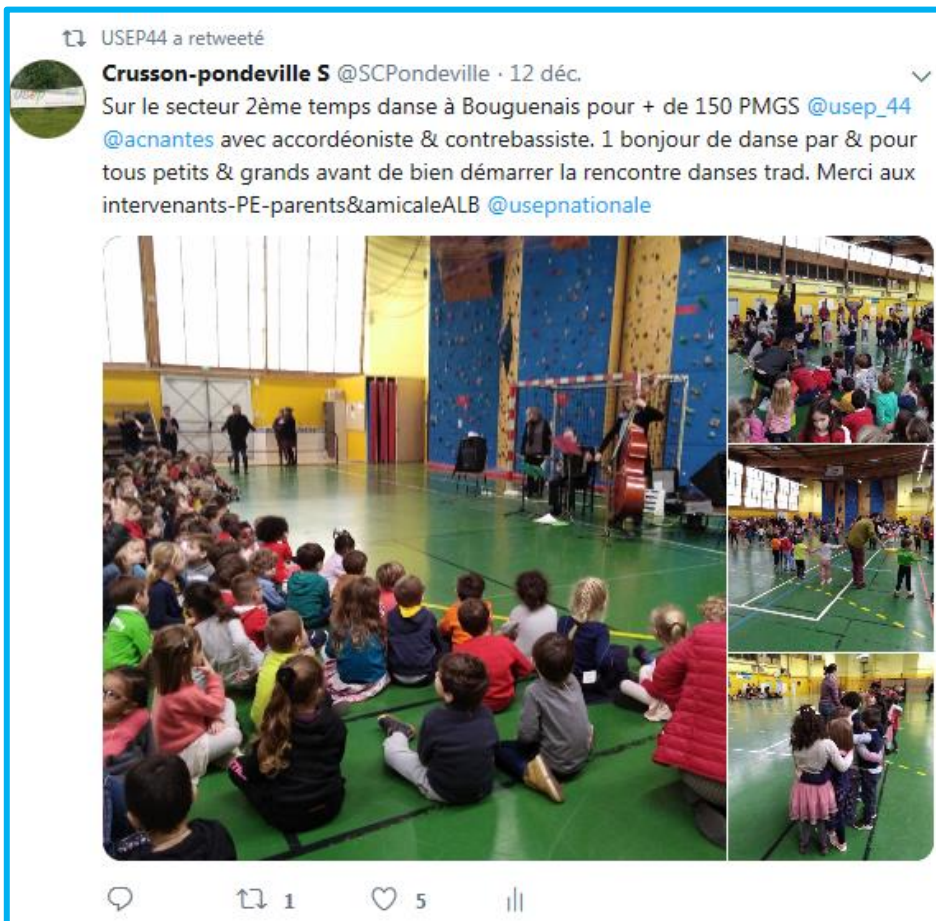 USEP44 a retweeté
Crusson-pondeville S @SCPondeville · 12 déc.
Sur le secteur 2ème temps danse à Bouguenais pour + de 150 PMGS @usep_44
@acnantes avec accordéoniste & contrebassiste. 1 bonjour de danse par & pour
tous petits & grands avant de bien démarrer la rencontre danses trad. Merci aux
intervenants-PE-parents&amicaleALB @usepnationale
1 5